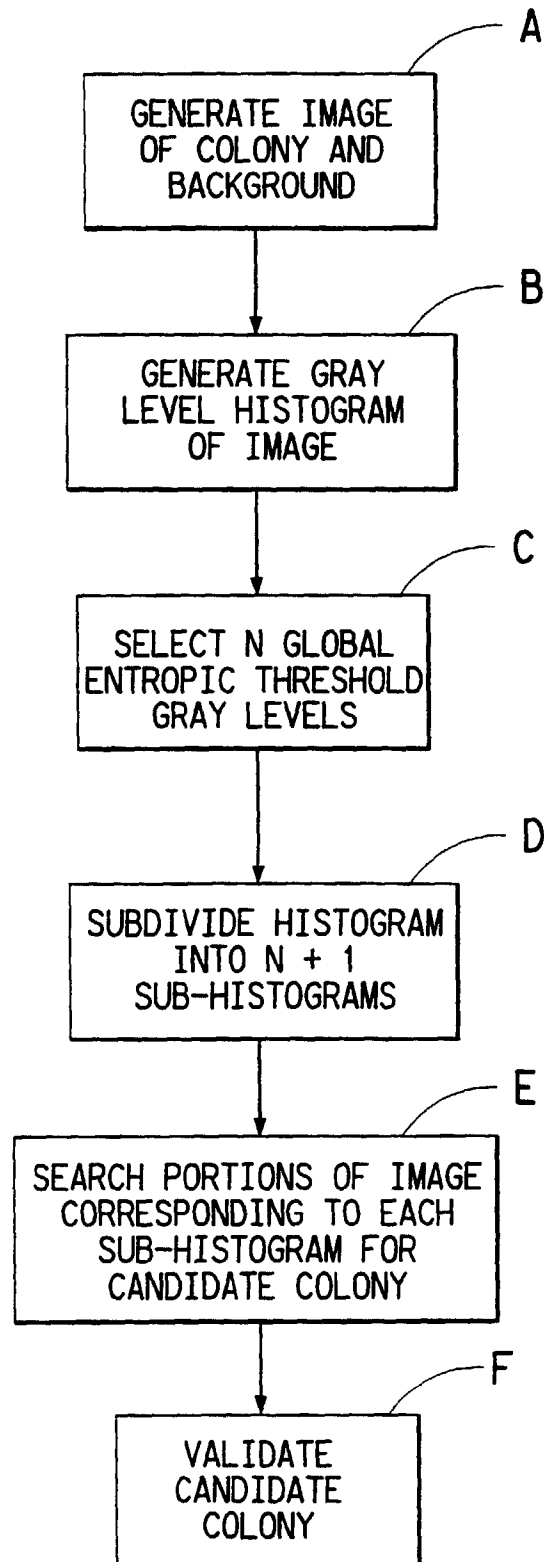 A
GENERATE IMAGE
OF COLONY AND
BACKGROUND
B
GENERATE GRAY
LEVEL HISTOGRAM
OF IMAGE
C
SELECT N GLOBAL
ENTROPIC THRESHOLD
GRAY LEVELS
D
SUBDIVIDE HISTOGRAM
INTO N + 1
SUB-HISTOGRAMS
E
SEARCH PORTIONS OF IMAGE
CORRESPONDING TO EACH
SUB-HISTOGRAM FOR
CANDIDATE COLONY
F
VALIDATE
CANDIDATE
COLONY